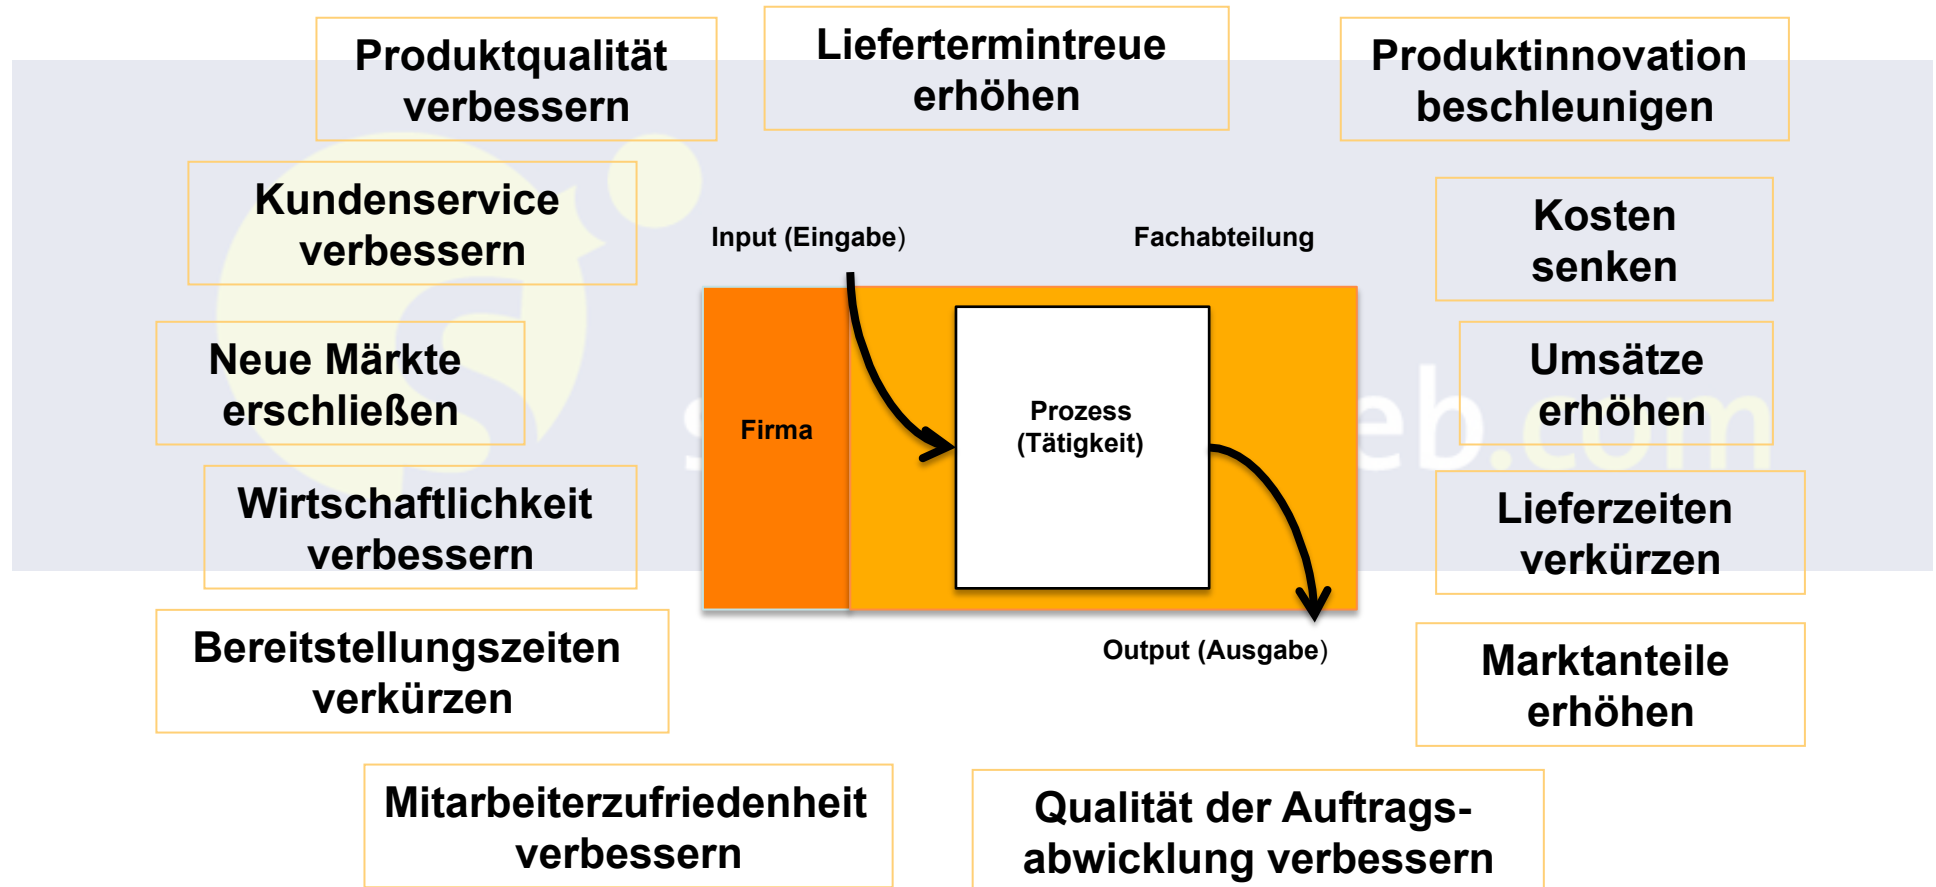 Produktqualität
verbessern
Liefertermintreue
erhöhen
Produktinnovation
beschleunigen
Kundenservice
verbessern
Kosten
senken
Input (Eingabe)
Fachabteilung
Neue Märkte
erschließen
Umsätze
erhöhen
Firma
Prozess
(Tätigkeit)
Wirtschaftlichkeit
verbessern
Lieferzeiten
verkürzen
Bereitstellungszeiten
verkürzen
Output (Ausgabe)
Marktanteile
erhöhen
Mitarbeiterzufriedenheit
verbessern
Qualität der Auftrags-
abwicklung verbessern